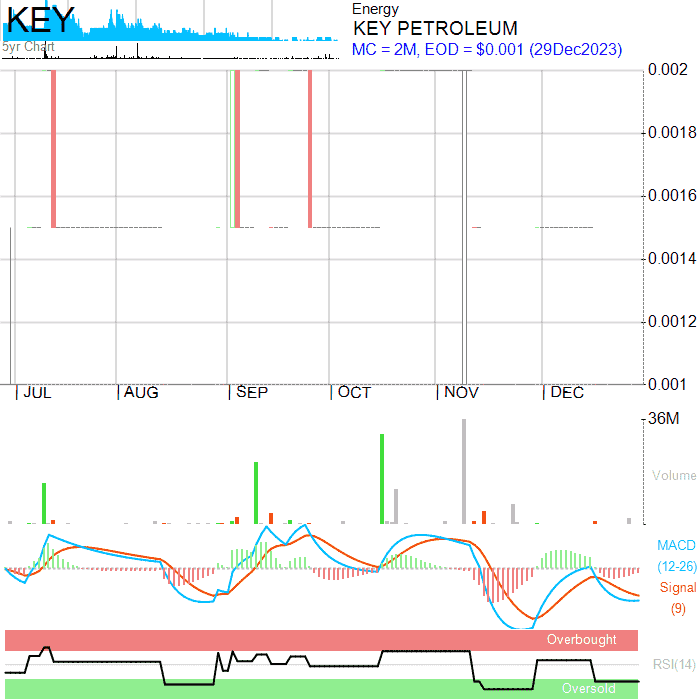 KEY
5yr Chart
Energy
KEY PETROLEUM
MC = 2M, EOD = $0.001 (29Dec2023)
0.002
0.0018
0.0016
0.0014
0.0012
0.001
JUL AUG SEP OCT NOV DEC
36M
Volume
MACD
(12-26)
Signal
(9)
Overbought
RSI(14)
Oversold